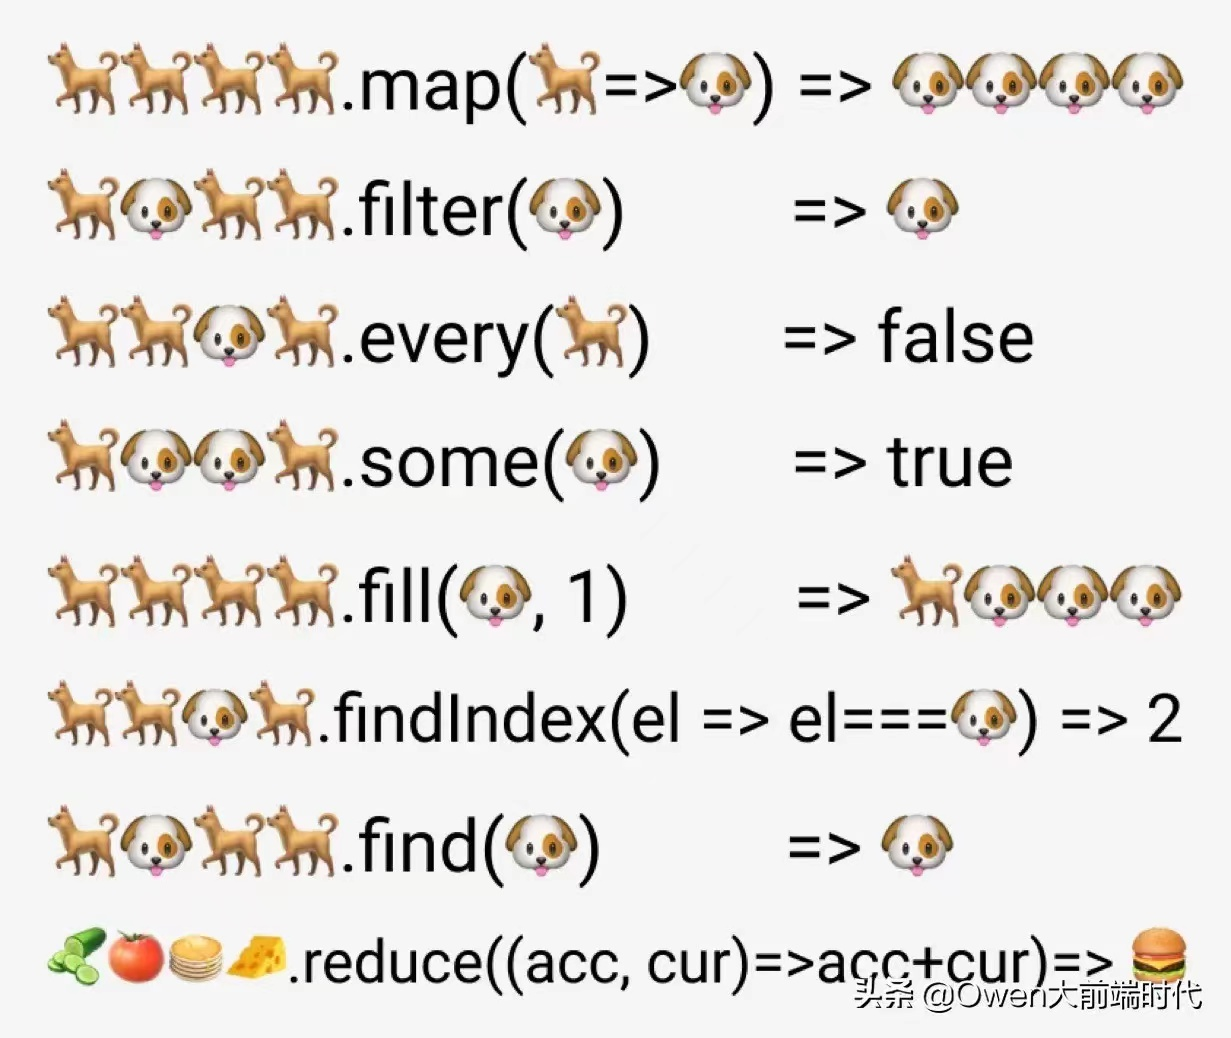 🐕🐕🐕🐕.map(🐕=>🐶) => 🐶🐶🐶🐶
🐕🐶🐕🐕.filter(🐶) => 🐶
🐕🐕🐶🐕.every(🐕) => false
🐕🐶🐶🐕.some(🐶) => true
🐕🐕🐕🐕.fill(🐶, 1) => 🐕🐶🐶🐶
🐕🐕🐶🐕.findIndex(el => el===🐶) => 2
🐕🐶🐕🐕.find(🐶) => 🐶
🥒🍅🥞🧀.reduce((acc, cur)=>acc+cur)=> 🍔
头条 @Owen大前端时代